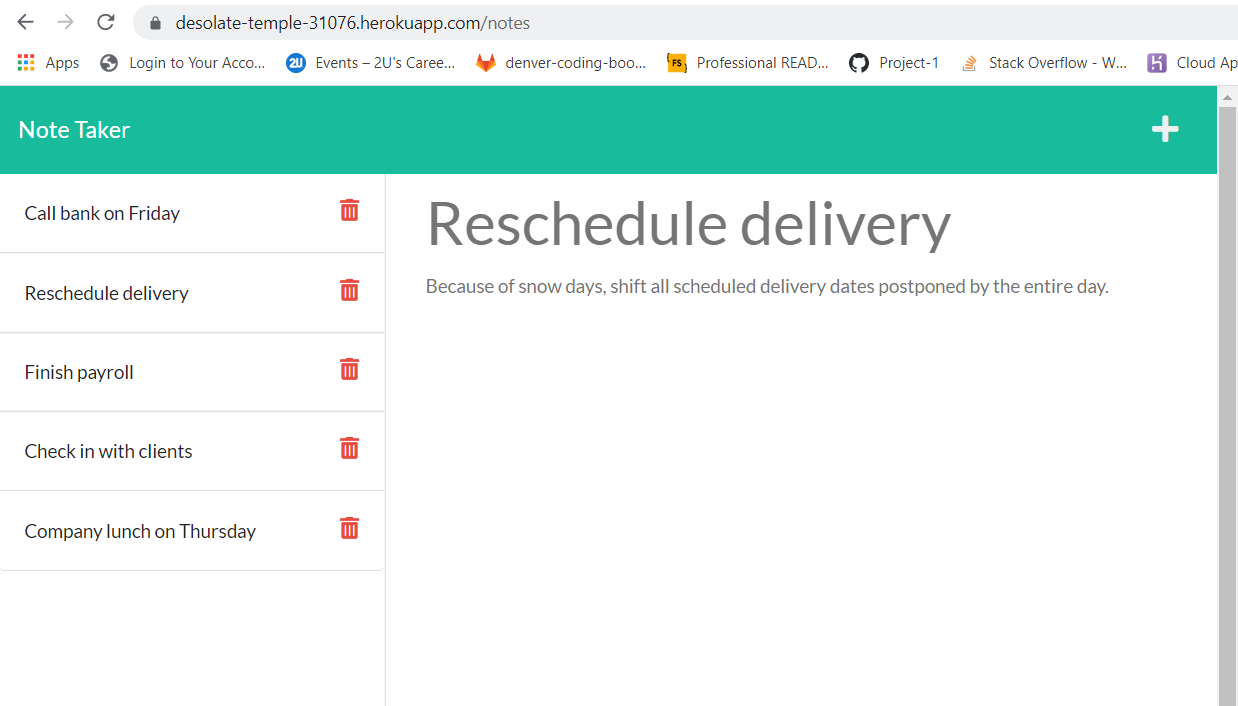 desolate-temple-31076.herokuapp.com/notes
Apps Login to Your Acco... 2U Events – 2U's Caree... denver-coding-boo... FS Professional READ... Project-1 Stack Overflow - W... Cloud Ap
Note Taker
Call bank on Friday
Reschedule delivery
Finish payroll
Check in with clients
Company lunch on Thursday
Reschedule delivery
Because of snow days, shift all scheduled delivery dates postponed by the entire day.